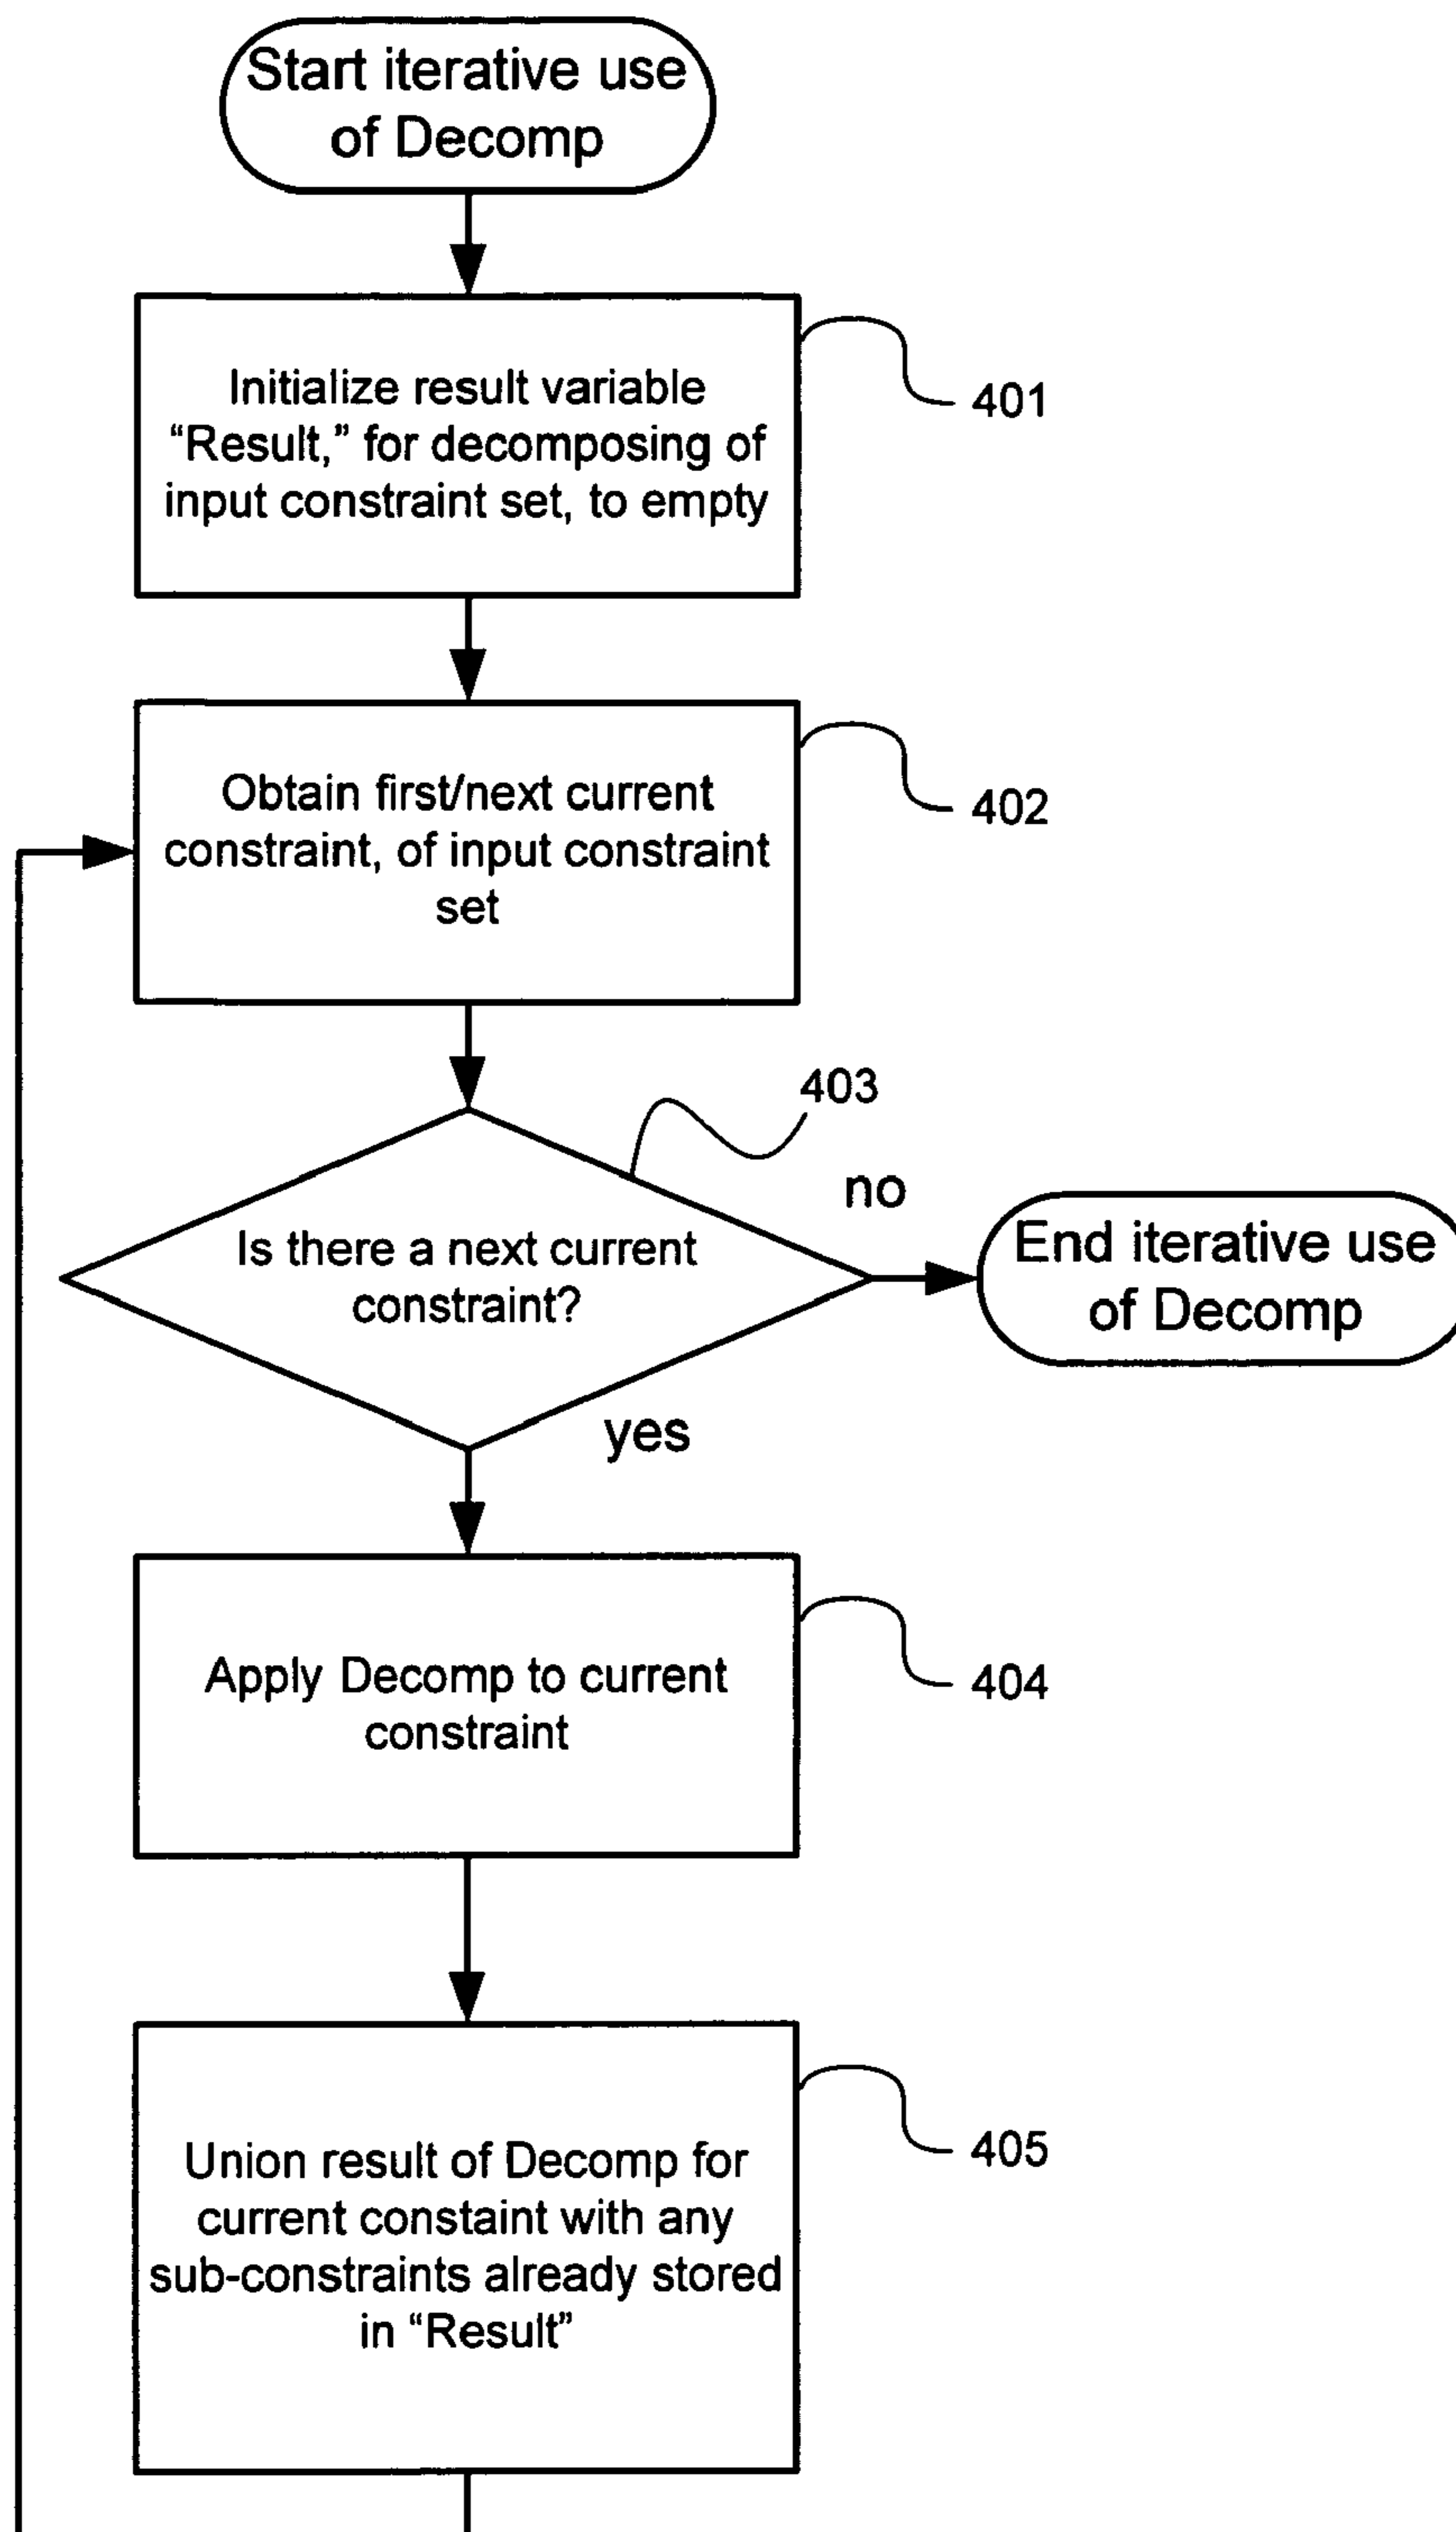 Start iterative use
of Decomp
Initialize result variable
“Result,” for decomposing of
input constraint set, to empty
401
Obtain first/next current
constraint, of input constraint
set
402
403
Is there a next current
constraint?
no
End iterative use
of Decomp
yes
Apply Decomp to current
constraint
404
Union result of Decomp for
current constaint with any
sub-constraints already stored
in “Result”
405